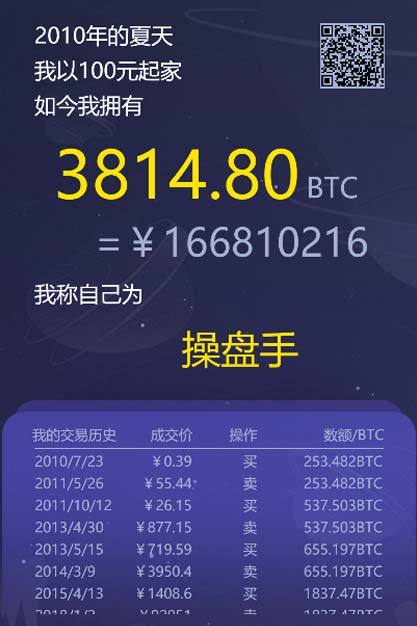 2010年的夏天
我以100元起家
如今我拥有
3814.80 BTC
=￥166810216
我称自己为
操盘手
我的交易历史 成交价 操作 数额/BTC
2010/7/23 ￥0.39 买 253.482BTC
2011/5/26 ￥55.44 卖 253.482BTC
2011/10/12 ￥26.15 买 537.503BTC
2013/4/30 ￥877.15 卖 537.503BTC
2013/5/15 ￥719.59 买 655.197BTC
2014/3/9 ￥3950.4 卖 655.197BTC
2015/4/13 ￥1408.6 买 1837.47BTC